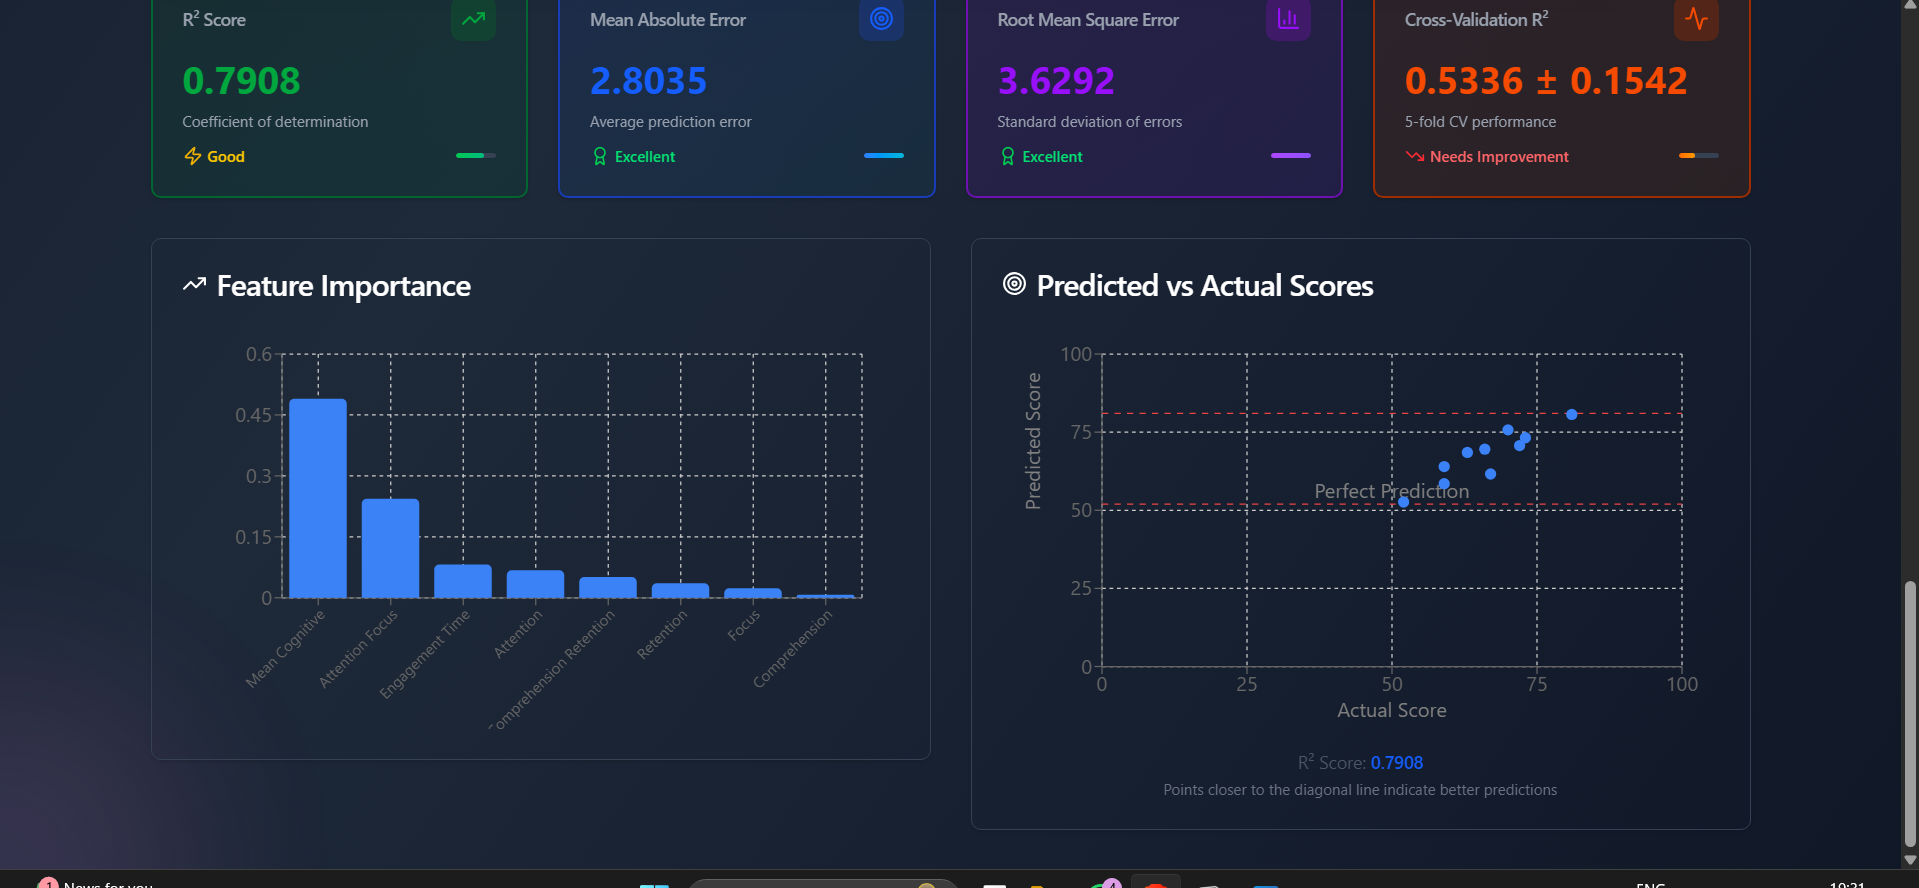 R² Score
0.7908
Coefficient of determination
Good
Mean Absolute Error
2.8035
Average prediction error
Excellent
Root Mean Square Error
3.6292
Standard deviation of errors
Excellent
Cross-Validation R²
0.5336 ± 0.1542
5-fold CV performance
Needs Improvement
Feature Importance
0.6
0.45
0.3
0.15
0
Mean Cognitive
Attention Focus
Engagement Time
Attention
omprehension Retention
Retention
Focus
Comprehension
Predicted vs Actual Scores
Predicted Score
100
75
50
25
0
Perfect Prediction
0
25
50
75
100
Actual Score
R² Score: 0.7908
Points closer to the diagonal line indicate better predictions
1
News for you
4
ENG
19:21